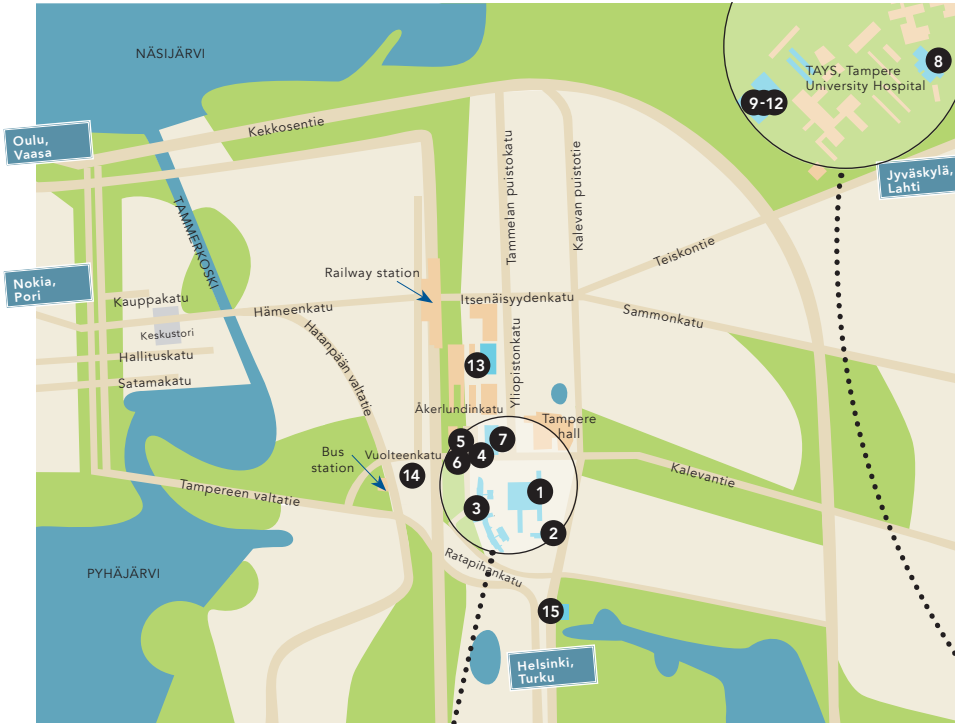 NÄSIJÄRVI
8
TAYS, Tampere
University Hospital
9-12
Kekkosentie
Oulu,
Vaasa
Jyväskylä,
Lahti
TAMMERKOSKI
Tammelan puistokatu
Kalevan puistotie
Teiskontie
Railway station
Nokia,
Pori
Kauppakatu
Hämeenkatu
Itsenäisyydenkatu
Sammonkatu
Keskustori
Hallituskatu
Satamakatu
Hatanpään valtatie
13
Yliopistonkatu
Åkerlundinkatu
Tampere
hall
5
7
Bus
station
Vuolteenkatu
6
4
14
Kalevantie
Tampereen valtatie
1
3
2
PYHÄJÄRVI
Ratapihankatu
15
Helsinki,
Turku